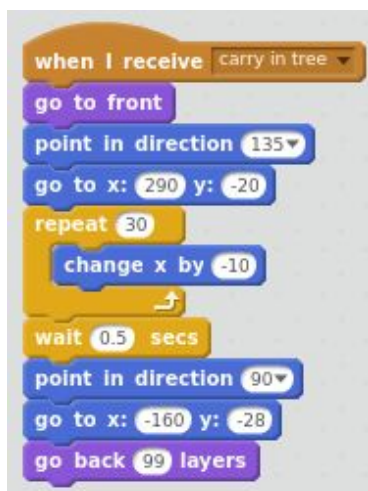 when I receive carry in tree
go to front
point in direction 135
go to x: 290 y: -20
repeat 30
change x by -10
wait 0.5 secs
point in direction 90
go to x: -160 y: -28
go back 99 layers